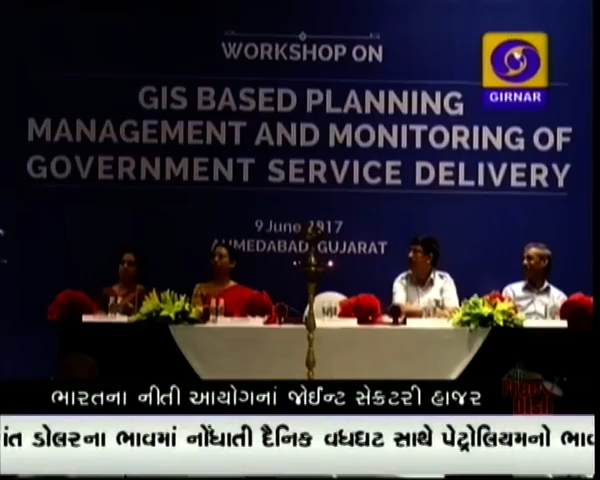 WORKSHOP ON
GIRNAR
GIS BASED PLANNING
MANAGEMENT AND MONITORING OF
GOVERNMENT SERVICE DELIVERY
9 June 2017
AHMEDABAD, GUJARAT
ભારતના નીતી આયોગનાં જોઈન્ટ સેક્રટરી હાજર
ંત ડોલરના ભાવમાં નોંધાતી દૈનિક વધઘટ સાથે પેટ્રોલિયમનો ભાવ